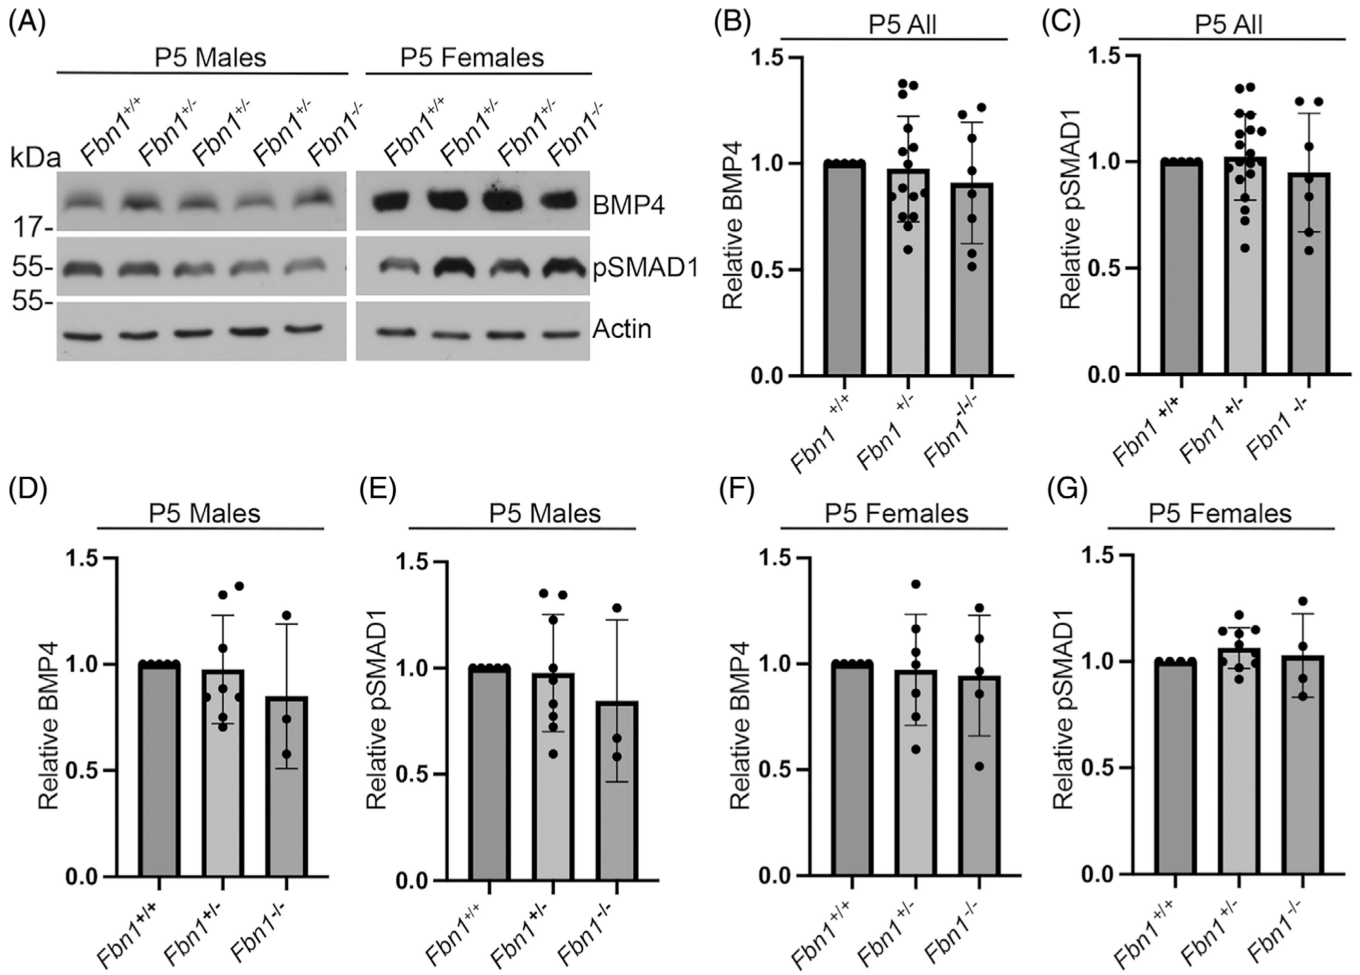 (A)
P5 Males
P5 Females
Fbn1+/+
Fbn1+/-
Fbn1+/-
Fbn1+/-
Fbn1-/-
Fbn1+/+
Fbn1+/-
Fbn1+/-
Fbn1-/-
kDa
BMP4
17-
55-
pSMAD1
55-
Actin
(B)
P5 All
Relative BMP4
1.5
1.0
0.5
0.0
Fbn1 +/+
Fbn1 +/-
Fbn1 -/-/-
(C)
P5 All
Relative pSMAD1
1.5
1.0
0.5
0.0
Fbn1 +/+
Fbn1 +/-
Fbn1 -/-
(D)
P5 Males
Relative BMP4
1.5
1.0
0.5
0.0
Fbn1+/+
Fbn1+/-
Fbn1-/-
(E)
P5 Males
Relative pSMAD1
1.5
1.0
0.5
0.0
Fbn1+/+
Fbn1+/-
Fbn1-/-
(F)
P5 Females
Relative BMP4
1.5
1.0
0.5
0.0
Fbn1+/+
Fbn1+/-
Fbn1-/-
(G)
P5 Females
Relative pSMAD1
1.5
1.0
0.5
0.0
Fbn1+/+
Fbn1+/-
Fbn1-/-